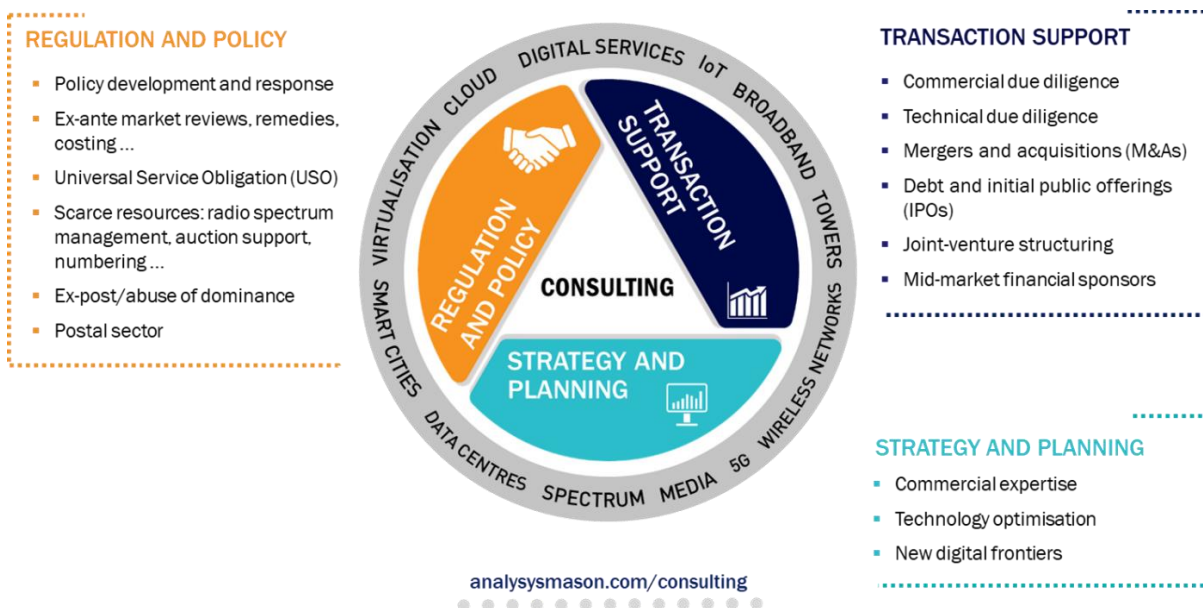 REGULATION AND POLICY
Policy development and response
Ex-ante market reviews, remedies,
costing ...
Universal Service Obligation (USO)
Scarce resources: radio spectrum
management, auction support,
numbering ...
Ex-post/abuse of dominance
Postal sector
VIRTUALISATION
CLOUD
DIGITAL SERVICES
IoT
BROADBAND
TOWERS
WIRELESS NETWORKS
5G
MEDIA
SPECTRUM
DATA CENTRES
SMART CITIES
REGULATION
AND POLICY
TRANSACTION
SUPPORT
CONSULTING
STRATEGY AND
PLANNING
TRANSACTION SUPPORT
Commercial due diligence
Technical due diligence
Mergers and acquisitions (M&As)
Debt and initial public offerings
(IPOs)
Joint-venture structuring
Mid-market financial sponsors
STRATEGY AND PLANNING
Commercial expertise
Technology optimisation
New digital frontiers
analysysmason.com/consulting